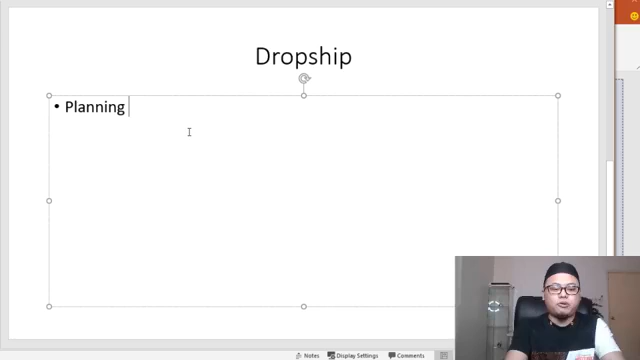 Dropship
• Planning
Notes
Display Settings
Comments